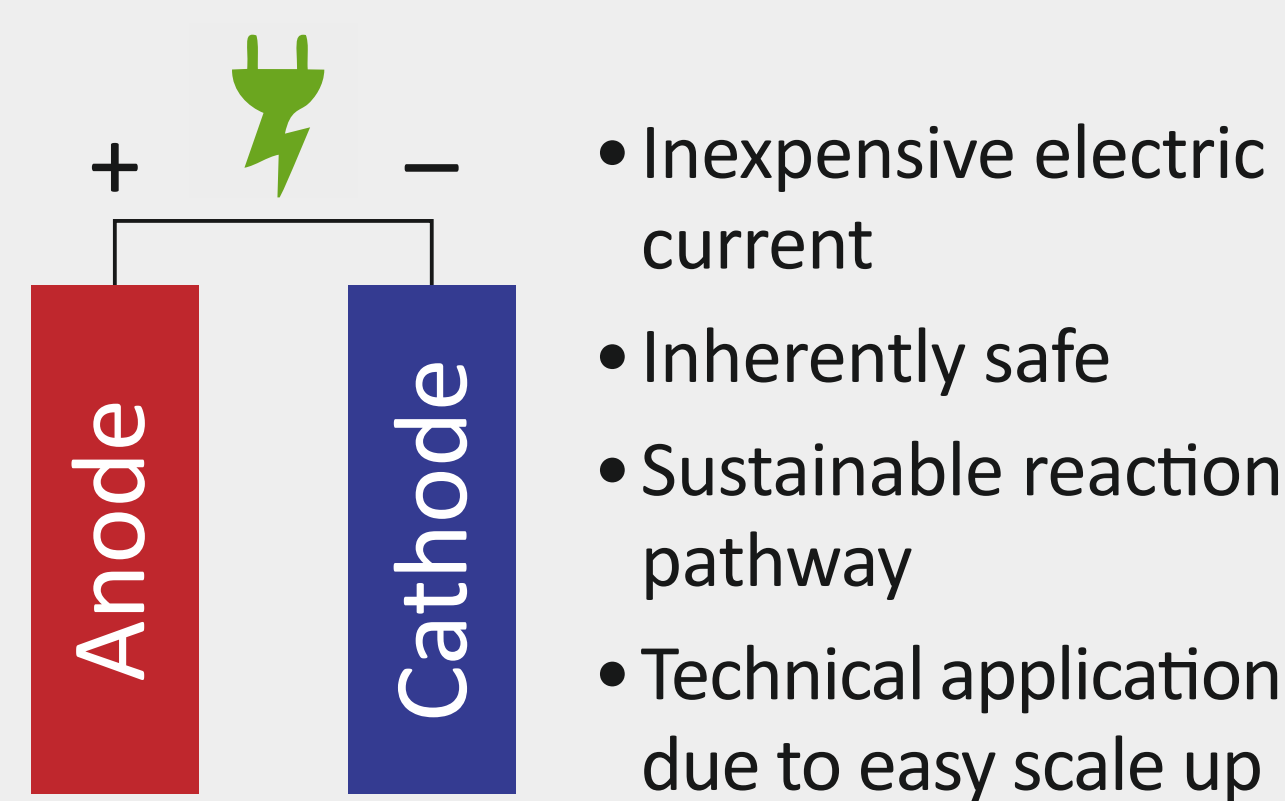 +
–
Anode
Cathode
• Inexpensive electric
current
• Inherently safe
• Sustainable reaction
pathway
• Technical application
due to easy scale up